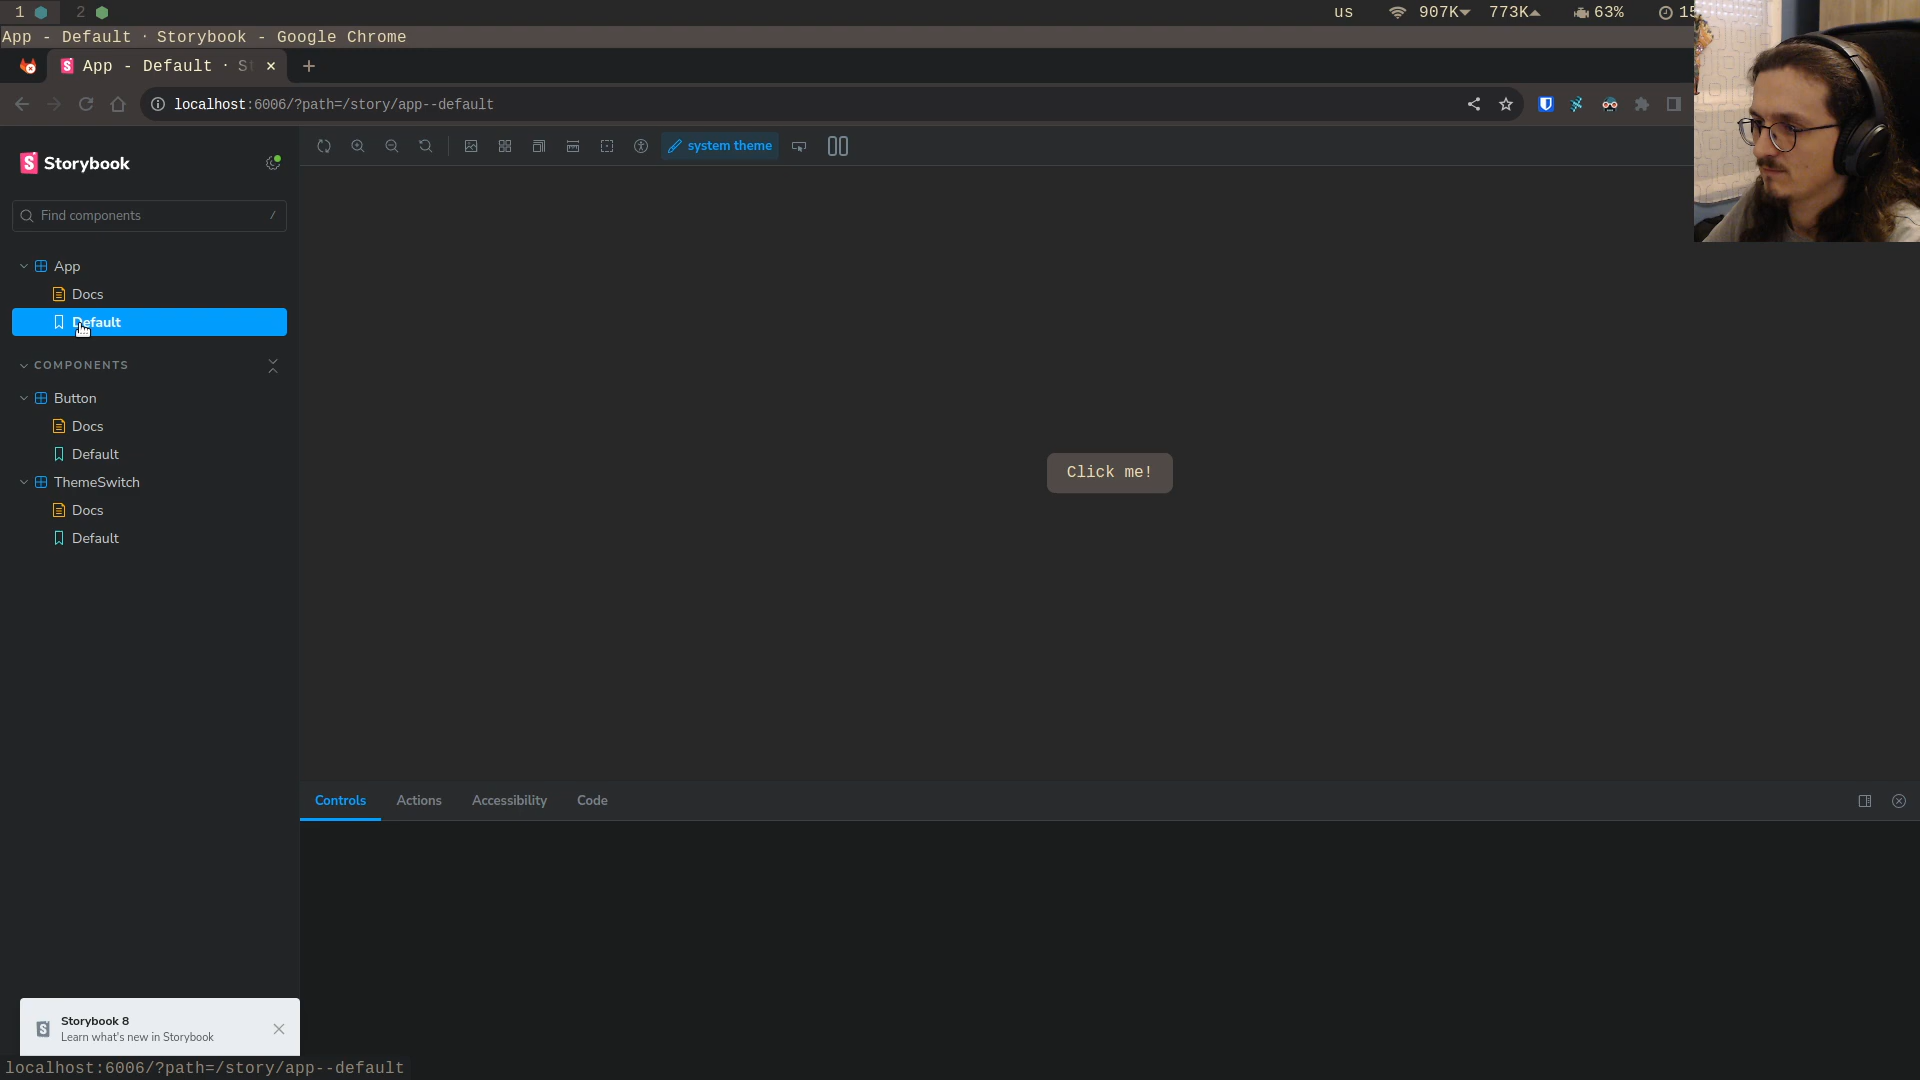 1 2 us 907K 773K 63% 15
App - Default · Storybook - Google Chrome
App - Default · S
localhost:6006/?path=/story/app--default
Storybook
system theme
Find components /
App
Docs
Default
COMPONENTS
Button
Docs
Default
ThemeSwitch
Docs
Default
Click me!
Controls Actions Accessibility Code
Storybook 8
Learn what's new in Storybook
localhost:6006/?path=/story/app--default